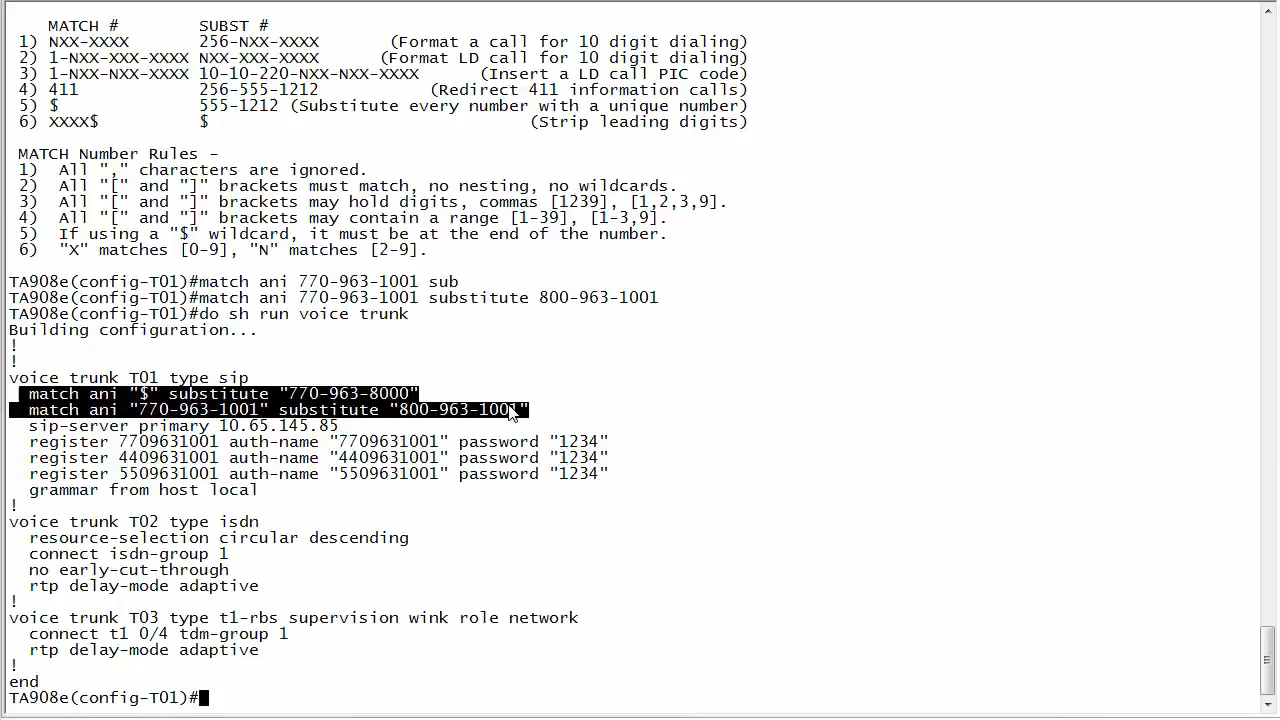 MATCH # SUBST #
1) NXX-XXXX 256-NXX-XXXX (Format a call for 10 digit dialing)
2) 1-NXX-XXX-XXXX NXX-XXX-XXXX (Format LD call for 10 digit dialing)
3) 1-NXX-NXX-XXXX 10-10-220-NXX-NXX-XXXX (Insert a LD call PIC code)
4) 411 256-555-1212 (Redirect 411 information calls)
5) $ 555-1212 (Substitute every number with a unique number)
6) XXXX$ $ (Strip leading digits)
MATCH Number Rules -
1) All "," characters are ignored.
2) All "[" and "]" brackets must match, no nesting, no wildcards.
3) All "[" and "]" brackets may hold digits, commas [1239], [1,2,3,9].
4) All "[" and "]" brackets may contain a range [1-39], [1-3,9].
5) If using a "$" wildcard, it must be at the end of the number.
6) "X" matches [0-9], "N" matches [2-9].
TA908e(config-T01)#match ani 770-963-1001 sub
TA908e(config-T01)#match ani 770-963-1001 substitute 800-963-1001
TA908e(config-T01)#do sh run voice trunk
Building configuration...
!
!
voice trunk T01 type sip
match ani "$" substitute "770-963-8000"
match ani "770-963-1001" substitute "800-963-1001"
sip-server primary 10.65.145.85
register 7709631001 auth-name "7709631001" password "1234"
register 4409631001 auth-name "4409631001" password "1234"
register 5509631001 auth-name "5509631001" password "1234"
grammar from host local
!
voice trunk T02 type isdn
resource-selection circular descending
connect isdn-group 1
no early-cut-through
rtp delay-mode adaptive
!
voice trunk T03 type t1-rbs supervision wink role network
connect t1 0/4 tdm-group 1
rtp delay-mode adaptive
!
end
TA908e(config-T01)#